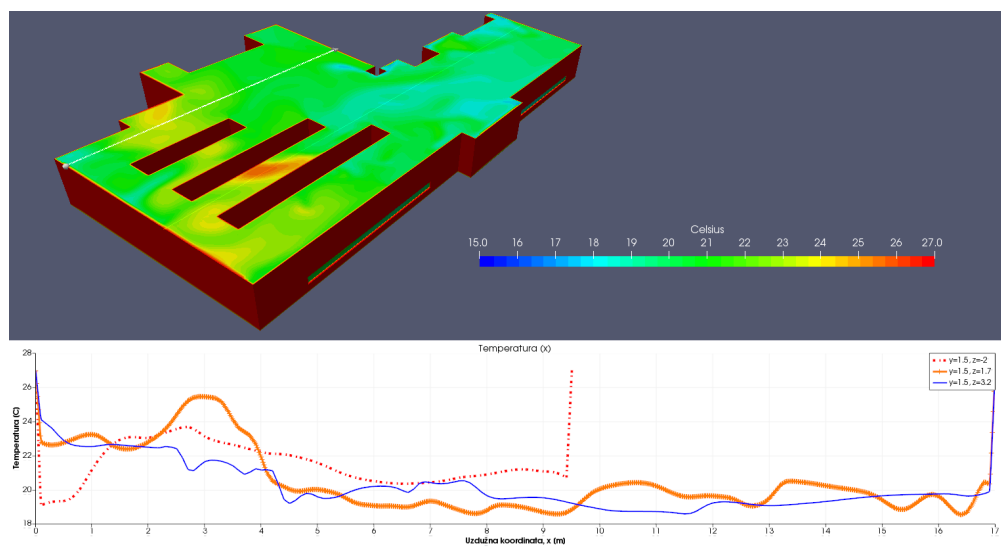 Celsius
15.0 16 17 18 19 20 21 22 23 24 25 26 27.0
Temperatura (x)
28
26
24
22
20
18
Temperatura (C)
y=1.5, z=-2
y=1.5, z=1.7
y=1.5, z=3.2
0 1 2 3 4 5 6 7 8 9 10 11 12 13 14 15 16 17
Uzdužna koordinata, x [m]